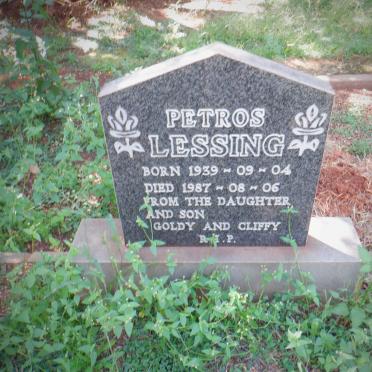 PETROS
LESSING
BORN 1939 ~ 09 ~ 04
DIED 1987 ~ 08 ~ 06
FROM THE DAUGHTER
AND SON
GOLDY AND CLIFFY
R.I.P.